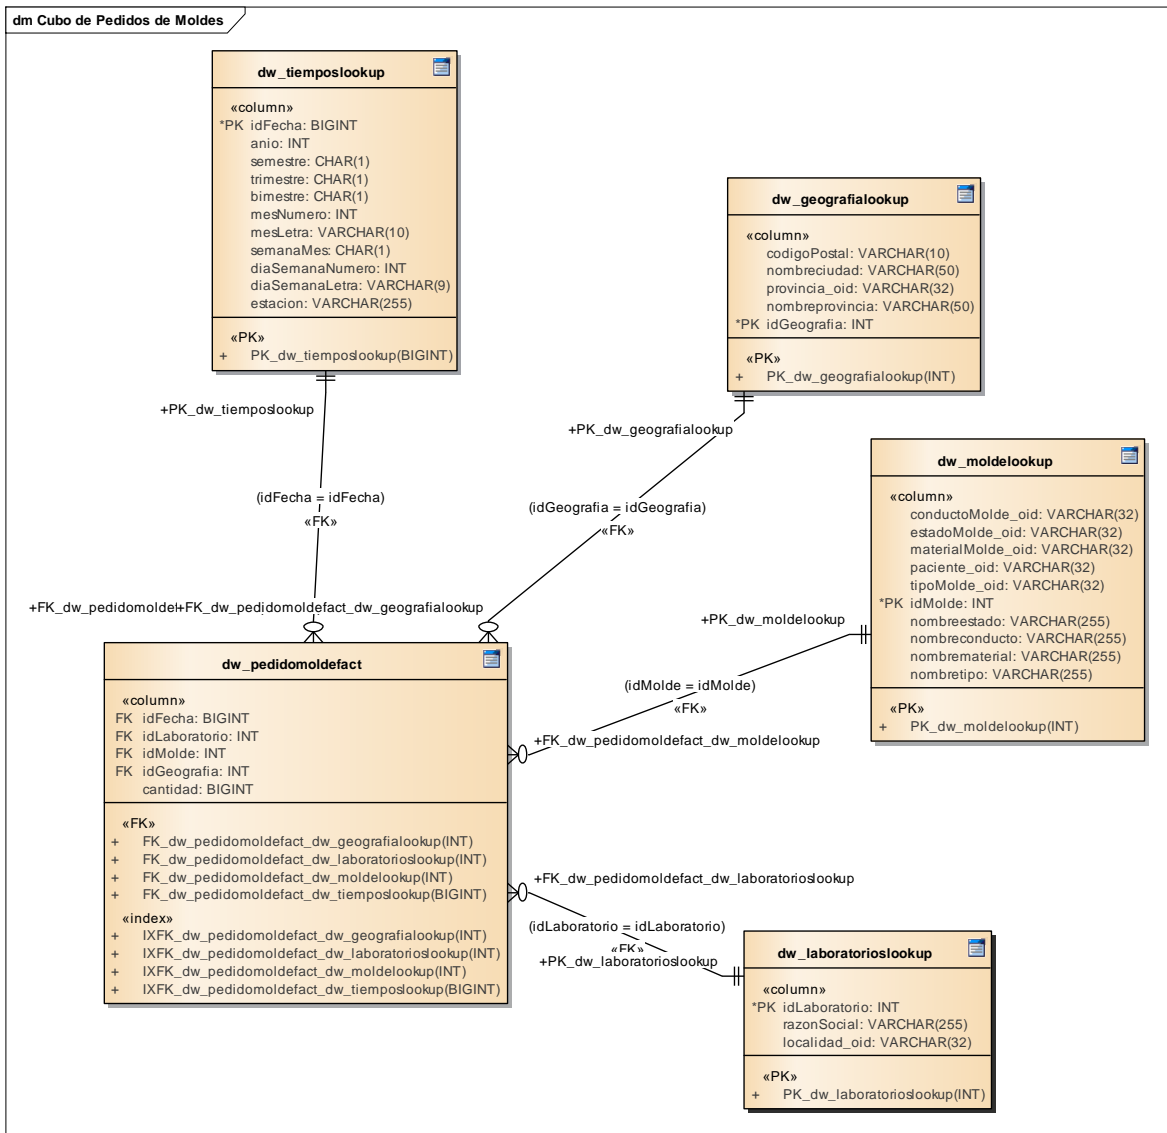 dm Cubo de Pedidos de Moldes
dw_tiemposlookup
«column»
*PK idFecha: BIGINT
anio: INT
semestre: CHAR(1)
trimestre: CHAR(1)
bimestre: CHAR(1)
mesNumero: INT
mesLetra: VARCHAR(10)
semanaMes: CHAR(1)
diaSemanaNumero: INT
diaSemanaLetra: VARCHAR(9)
estacion: VARCHAR(255)
«PK»
+ PK_dw_tiemposlookup(BIGINT)
dw_geografialookup
«column»
codigoPostal: VARCHAR(10)
nombreciudad: VARCHAR(50)
provincia_oid: VARCHAR(32)
nombreprovincia: VARCHAR(50)
*PK idGeografia: INT
«PK»
+ PK_dw_geografialookup(INT)
+PK_dw_tiemposlookup
+PK_dw_geografialookup
(idFecha = idFecha)
«FK»
(idGeografia = idGeografia)
«FK»
dw_moldelookup
«column»
conductoMolde_oid: VARCHAR(32)
estadoMolde_oid: VARCHAR(32)
materialMolde_oid: VARCHAR(32)
paciente_oid: VARCHAR(32)
tipoMolde_oid: VARCHAR(32)
*PK idMolde: INT
nombreestado: VARCHAR(255)
nombreconducto: VARCHAR(255)
nombrematerial: VARCHAR(255)
nombretipo: VARCHAR(255)
«PK»
+ PK_dw_moldelookup(INT)
+FK_dw_pedidomoldef
+FK_dw_pedidomoldefact_dw_geografialookup
+PK_dw_moldelookup
(idMolde = idMolde)
«FK»
+FK_dw_pedidomoldefact_dw_moldelookup
dw_pedidomoldefact
«column»
FK idFecha: BIGINT
FK idLaboratorio: INT
FK idMolde: INT
FK idGeografia: INT
cantidad: BIGINT
«FK»
+ FK_dw_pedidomoldefact_dw_geografialookup(INT)
+ FK_dw_pedidomoldefact_dw_laboratorioslookup(INT)
+ FK_dw_pedidomoldefact_dw_moldelookup(INT)
+ FK_dw_pedidomoldefact_dw_tiemposlookup(BIGINT)
«index»
+ IXFK_dw_pedidomoldefact_dw_geografialookup(INT)
+ IXFK_dw_pedidomoldefact_dw_laboratorioslookup(INT)
+ IXFK_dw_pedidomoldefact_dw_moldelookup(INT)
+ IXFK_dw_pedidomoldefact_dw_tiemposlookup(BIGINT)
+FK_dw_pedidomoldefact_dw_laboratorioslookup
(idLaboratorio = idLaboratorio)
«FK»
+PK_dw_laboratorioslookup
dw_laboratorioslookup
«column»
*PK idLaboratorio: INT
razonSocial: VARCHAR(255)
localidad_oid: VARCHAR(32)
«PK»
+ PK_dw_laboratorioslookup(INT)